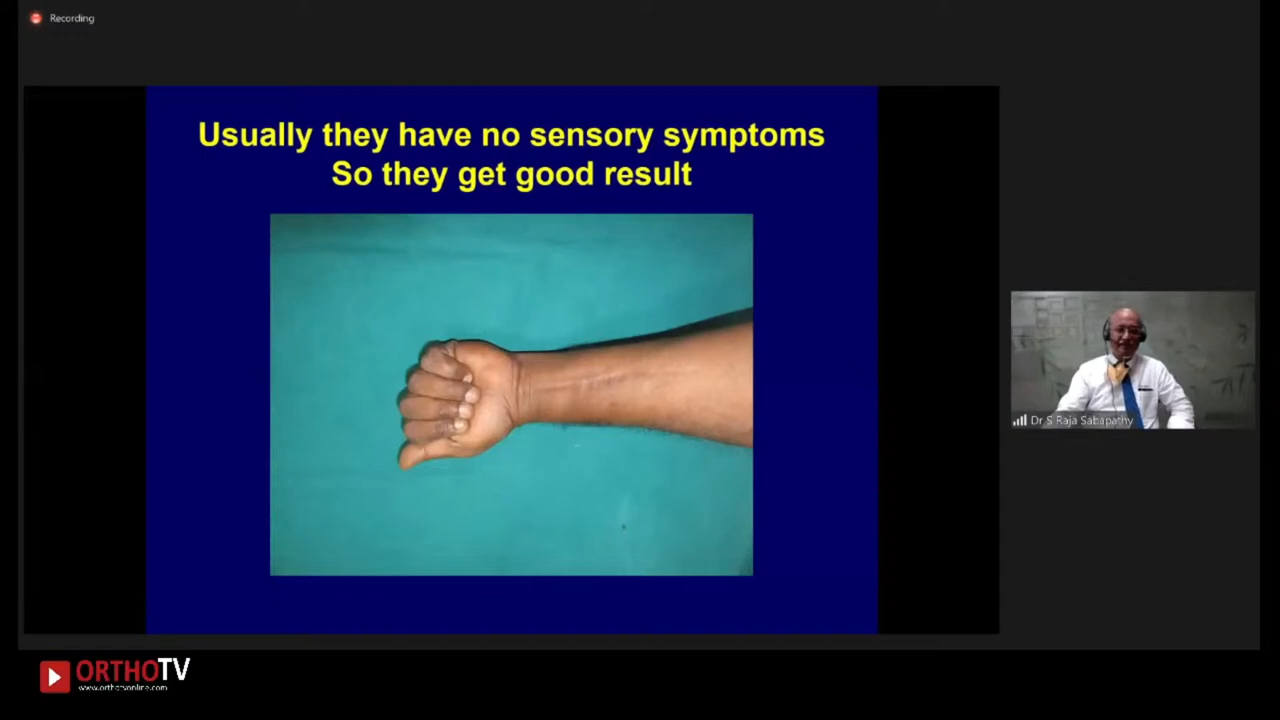 Recording
Usually they have no sensory symptoms
So they get good result
Dr S Raja Sabapathy
ORTHOTV
www.orthotvonline.com